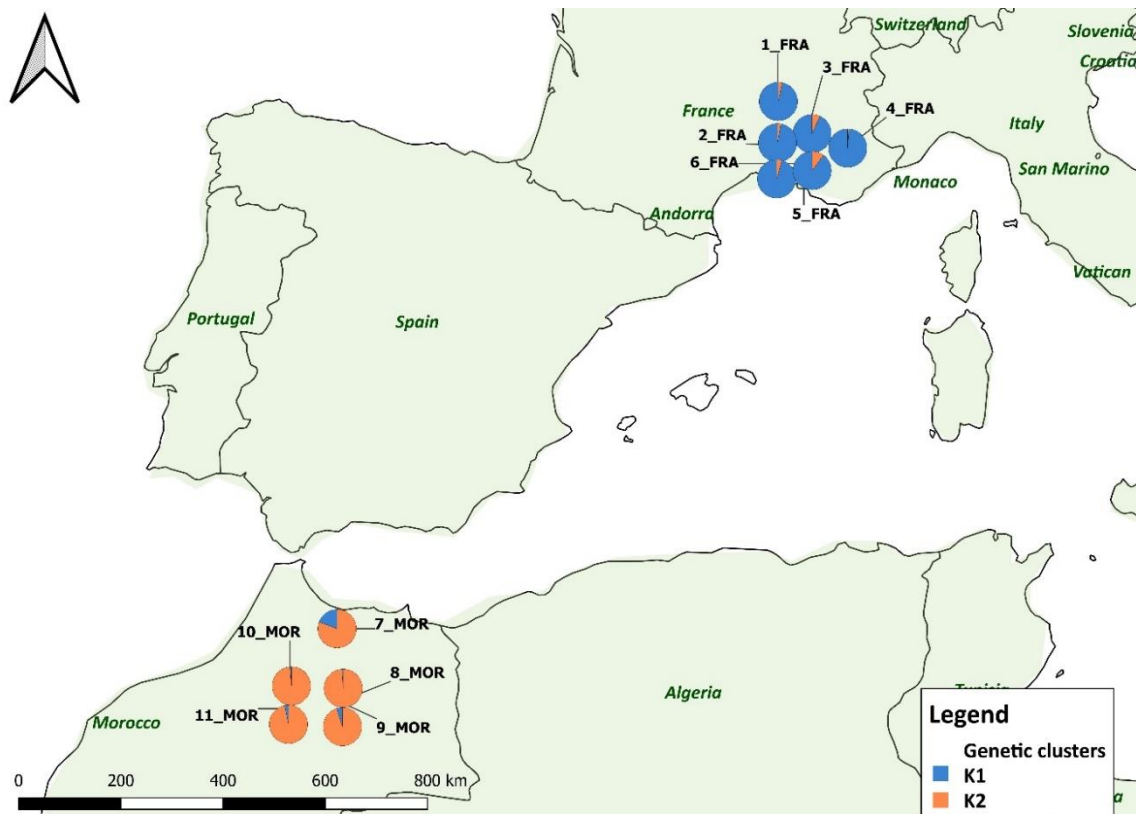 Switzerland
Slovenia
Croatia
1_FRA
3_FRA
4_FRA
France
2_FRA
Italy
6_FRA
San Marino
Monaco
5_FRA
Andorra
Vatican
Portugal
Spain
7_MOR
10_MOR
8_MOR
Algeria
11_MOR
Morocco
9_MOR
Legend
Genetic clusters
K1
K2
0 200 400 600 800 km
a